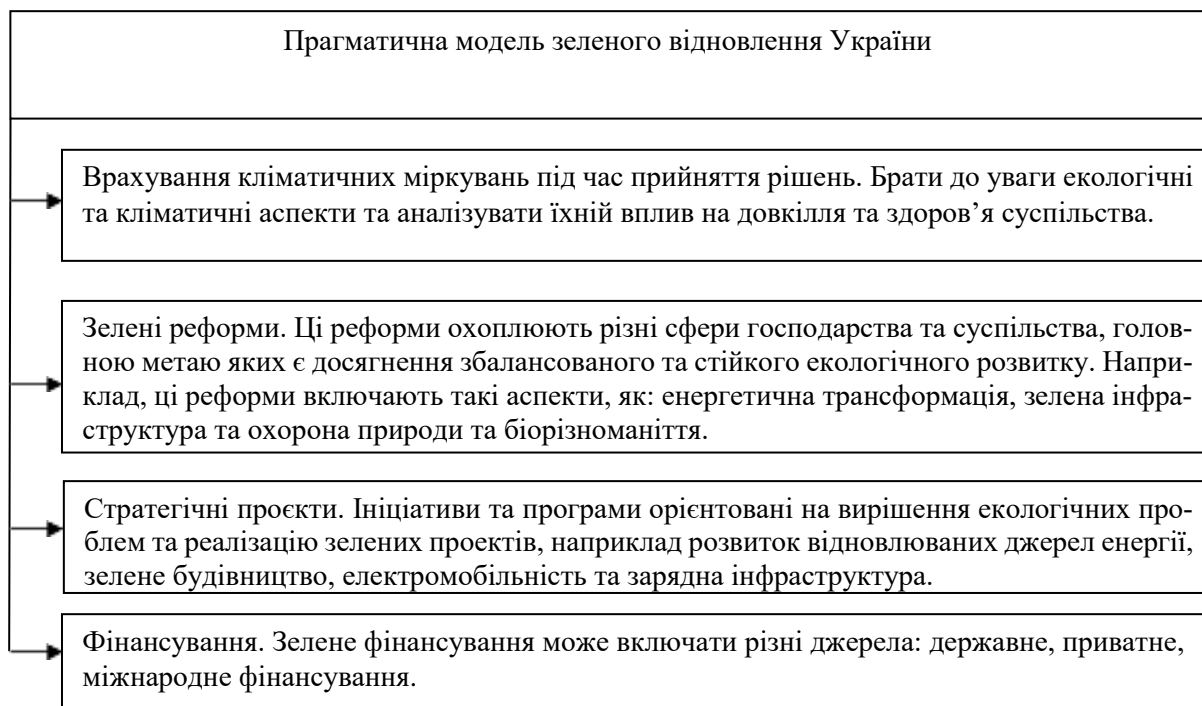 Прагматична модель зеленого відновлення України
Врахування кліматичних міркувань під час прийняття рішень. Брати до уваги екологічні
та кліматичні аспекти та аналізувати їхній вплив на довкілля та здоров’я суспільства.
Зелені реформи. Ці реформи охоплюють різні сфери господарства та суспільства, голов-
ною метаю яких є досягнення збалансованого та стійкого екологічного розвитку. Напри-
клад, ці реформи включають такі аспекти, як: енергетична трансформація, зелена інфра-
структура та охорона природи та біорізноманіття.
Стратегічні проєкти. Ініціативи та програми орієнтовані на вирішення екологічних про-
блем та реалізацію зелених проектів, наприклад розвиток відновлюваних джерел енергії,
зелене будівництво, електромобільність та зарядна інфраструктура.
Фінансування. Зелене фінансування може включати різні джерела: державне, приватне,
міжнародне фінансування.